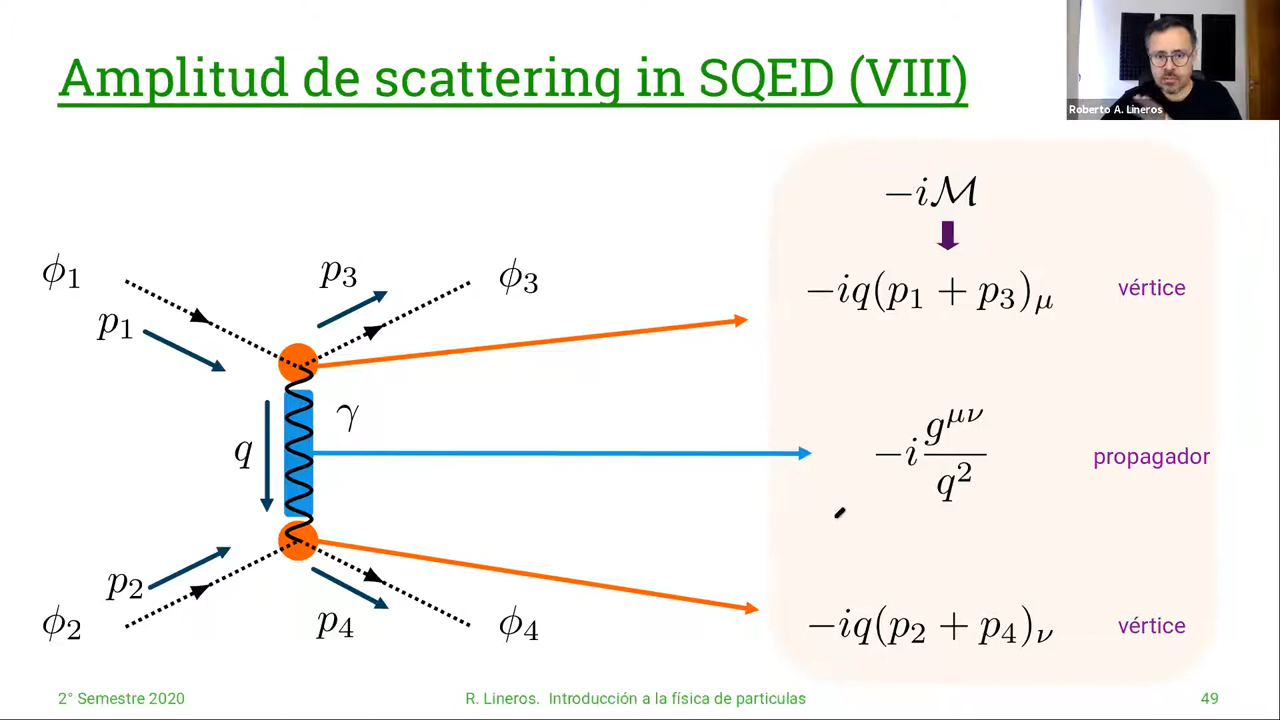 Amplitud de scattering in SQED (VIII)
Roberto A. Lineros
−iℳ
ϕ₁
p₃
ϕ₃
−iq(p₁ + p₃)_μ
vértice
p₁
γ
q
−i g^{μν}/q²
propagador
p₂
ϕ₂
p₄
ϕ₄
−iq(p₂ + p₄)_ν
vértice
2° Semestre 2020
R. Lineros. Introducción a la física de particulas
49